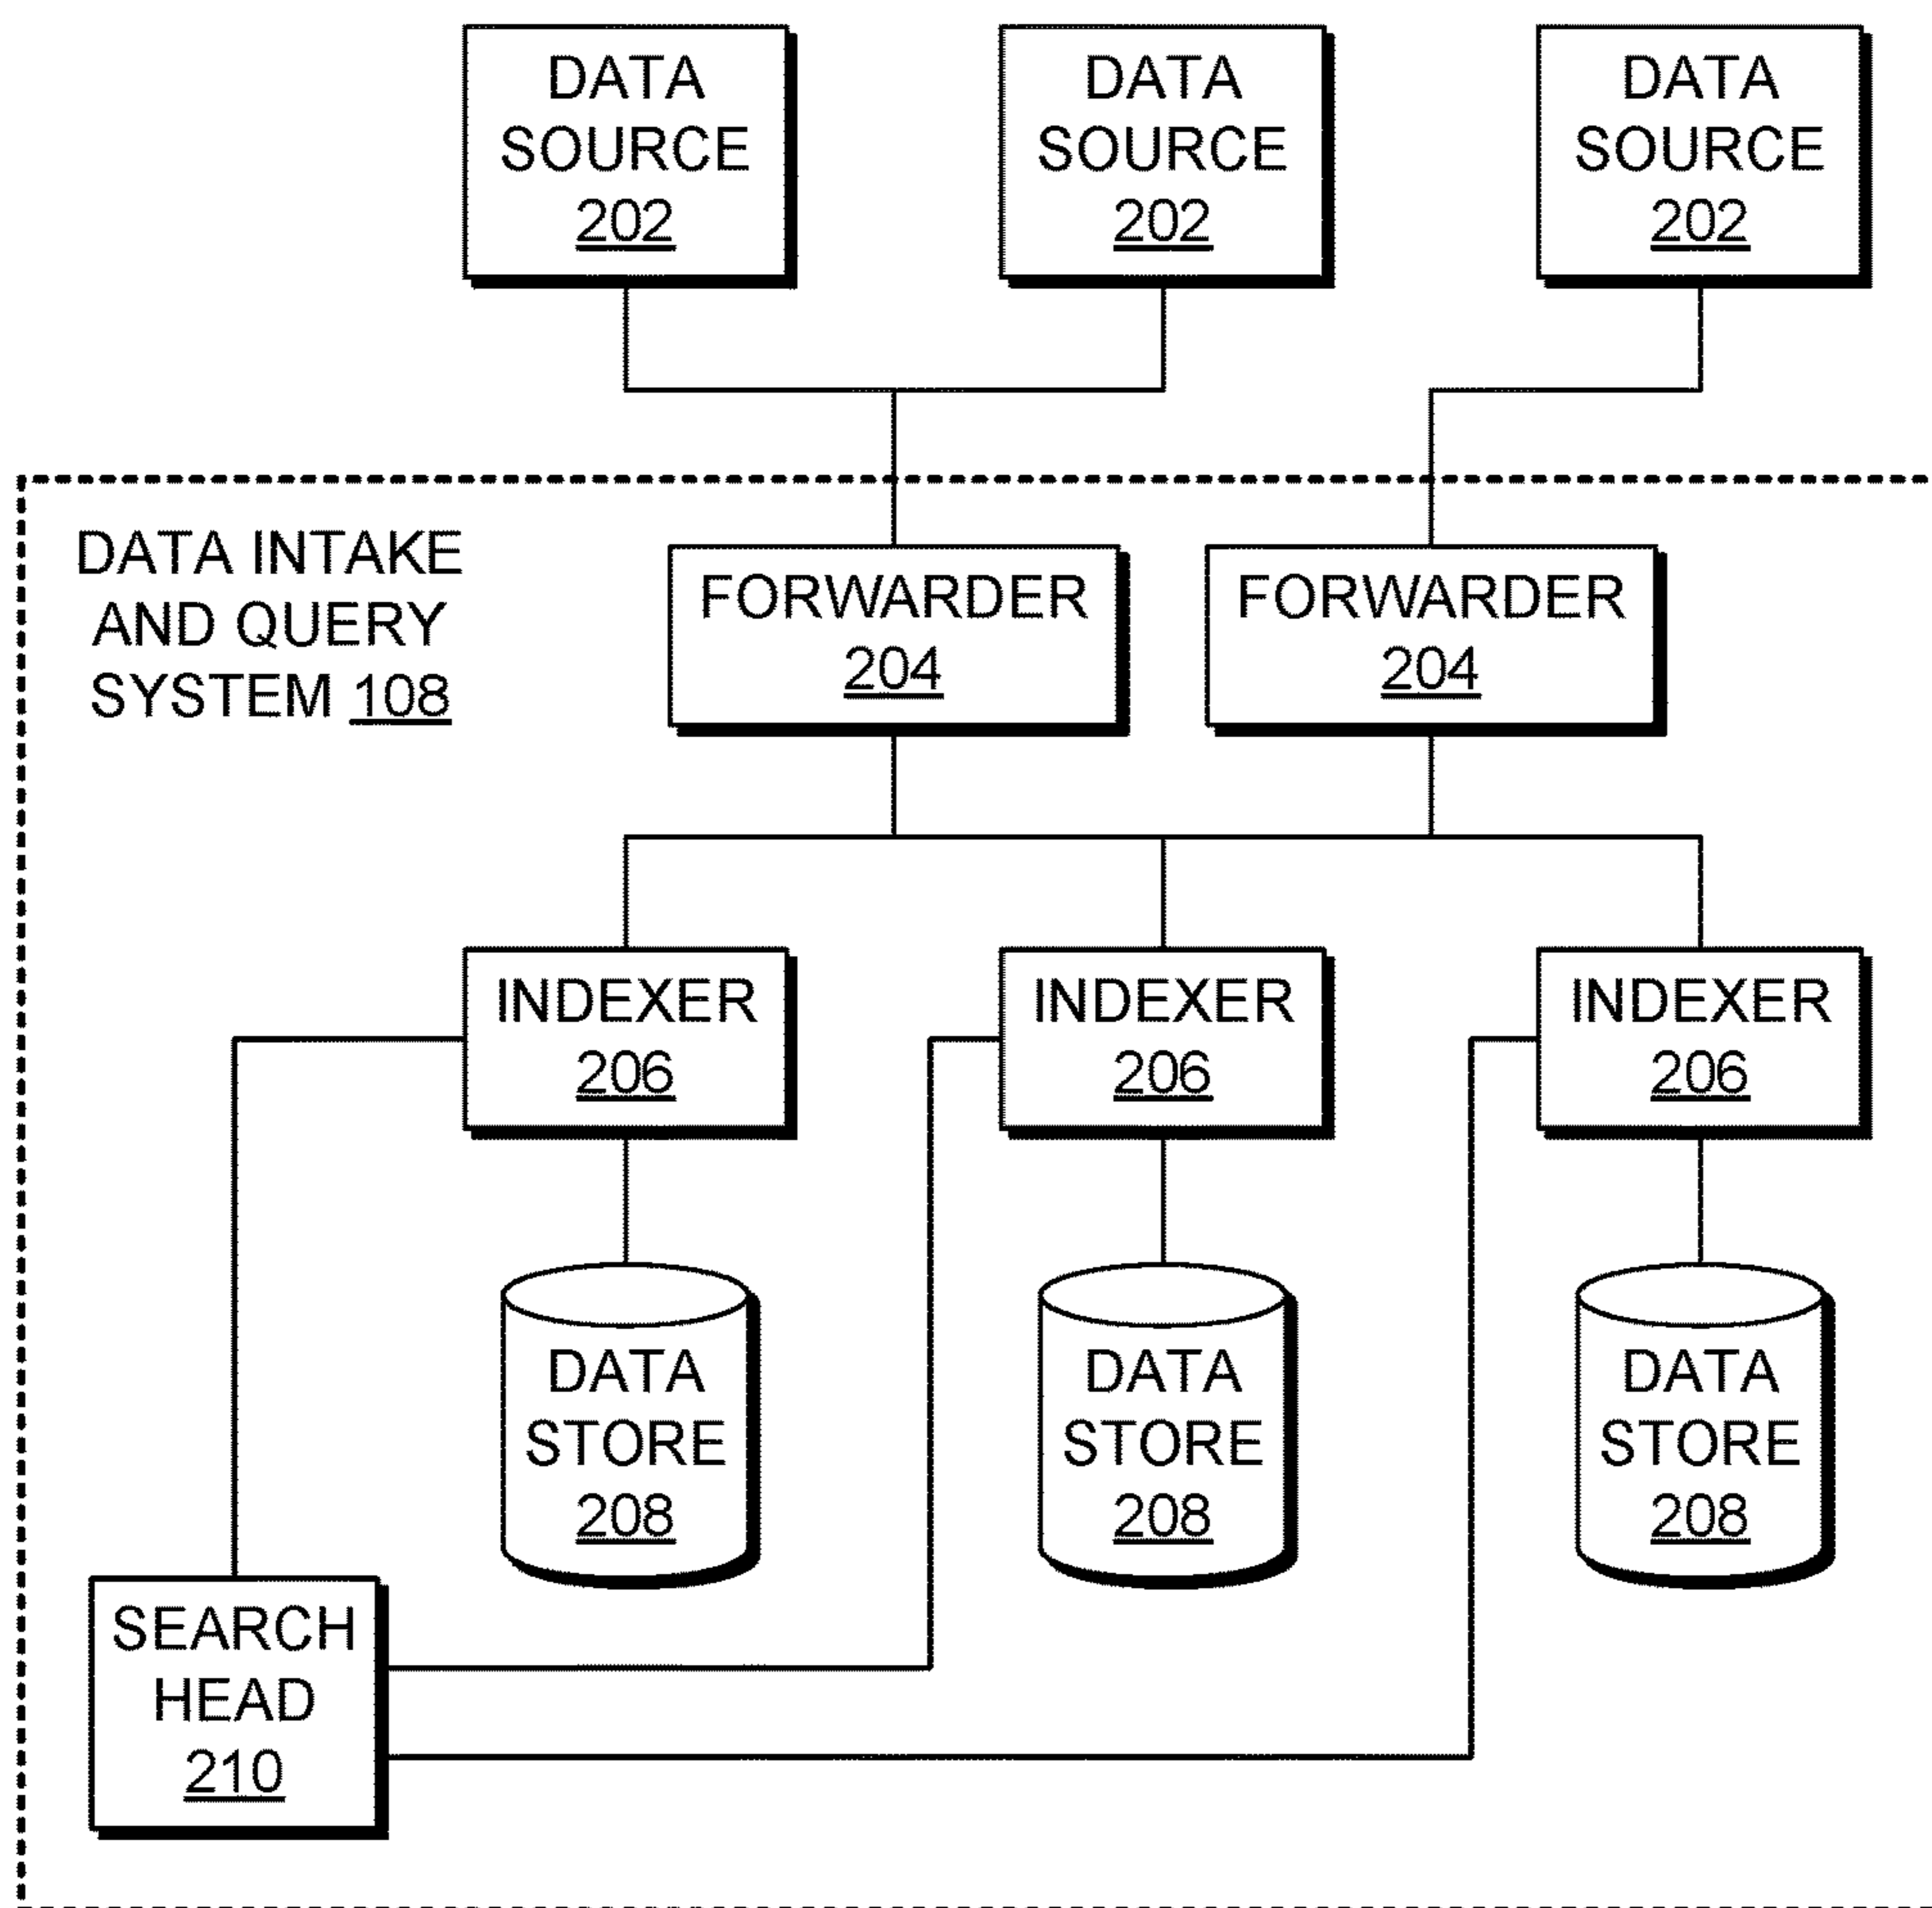 DATA
SOURCE
202
DATA
SOURCE
202
DATA
SOURCE
202
DATA INTAKE
AND QUERY
SYSTEM 108
FORWARDER
204
FORWARDER
204
INDEXER
206
INDEXER
206
INDEXER
206
DATA
STORE
208
DATA
STORE
208
DATA
STORE
208
SEARCH
HEAD
210